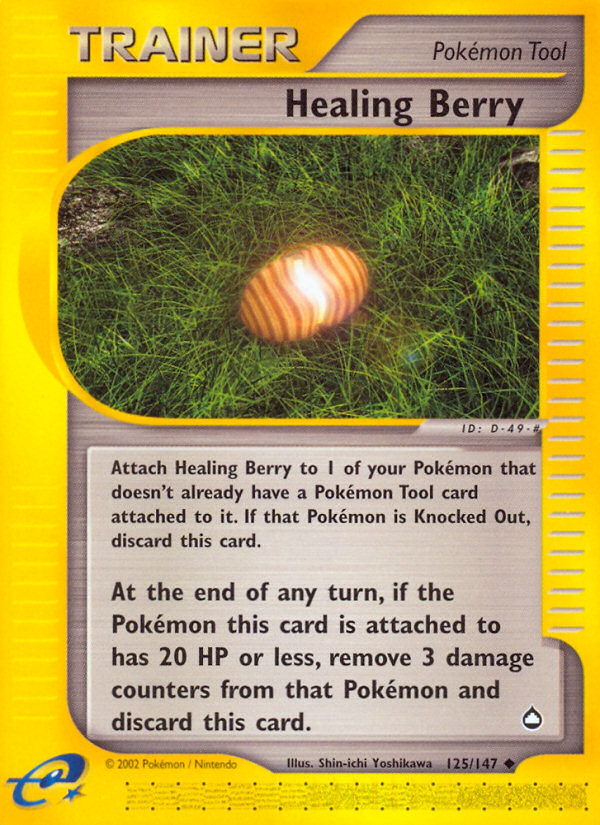 TRAINER
Pokémon Tool
Healing Berry
ID: D-49-#
Attach Healing Berry to 1 of your Pokémon that
doesn't already have a Pokémon Tool card
attached to it. If that Pokémon is Knocked Out,
discard this card.
At the end of any turn, if the
Pokémon this card is attached to
has 20 HP or less, remove 3 damage
counters from that Pokémon and
discard this card.
© 2002 Pokémon / Nintendo
Illus. Shin-ichi Yoshikawa
125/147 ◆
e